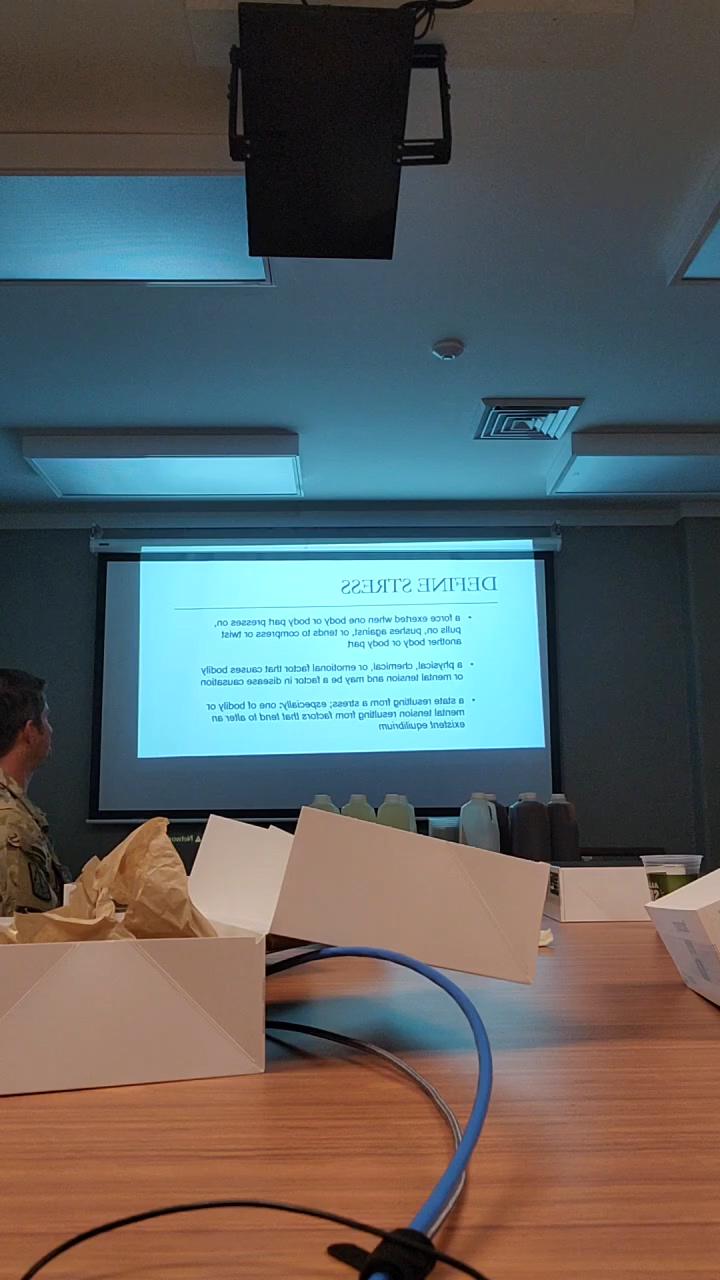 DEFINE STRESS
• a force exerted when one body or body part presses on,
pulls on, pushes against, or tends to compress or twist
another body or body part
• a physical, chemical, or emotional factor that causes bodily
or mental tension and may be a factor in disease causation
• a state resulting from a stress; especially: one of bodily or
mental tension resulting from factors that tend to alter an
existent equilibrium